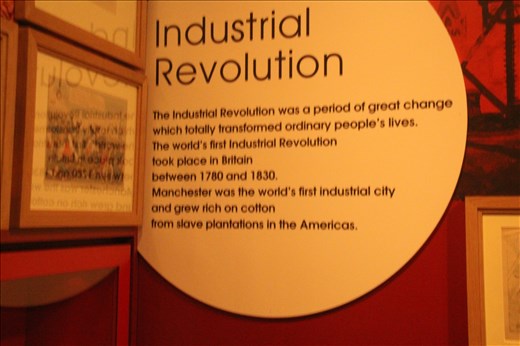 Industrial
Revolution
The Industrial Revolution was a period of great change
which totally transformed ordinary people's lives.
The world's first Industrial Revolution
took place in Britain
between 1780 and 1830.
Manchester was the world's first industrial city
and grew rich on cotton
from slave plantations in the Americas.